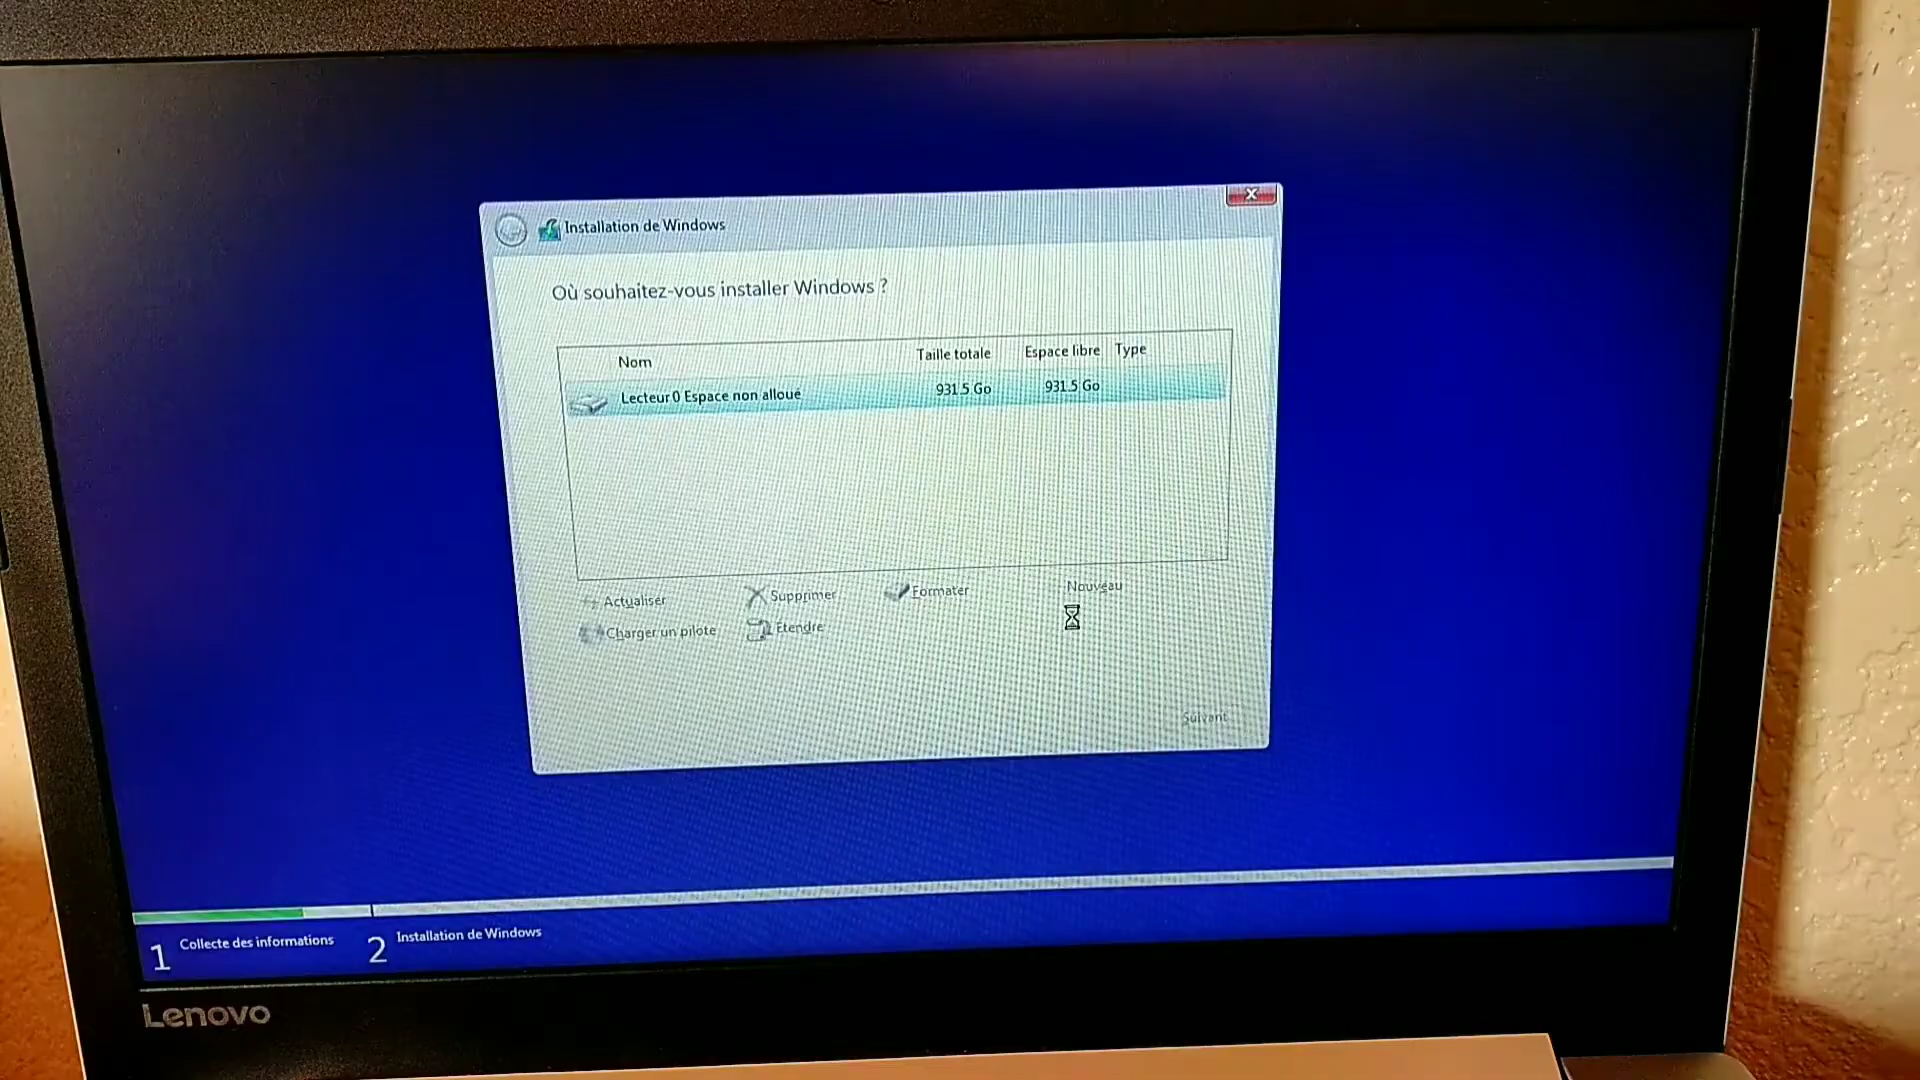 Installation de Windows
Où souhaitez-vous installer Windows ?
Nom Taille totale Espace libre Type
Lecteur 0 Espace non alloué 931.5 Go 931.5 Go
Actualiser Supprimer Formater Nouveau
Charger un pilote Étendre
Suivant
1 Collecte des informations 2 Installation de Windows
Lenovo